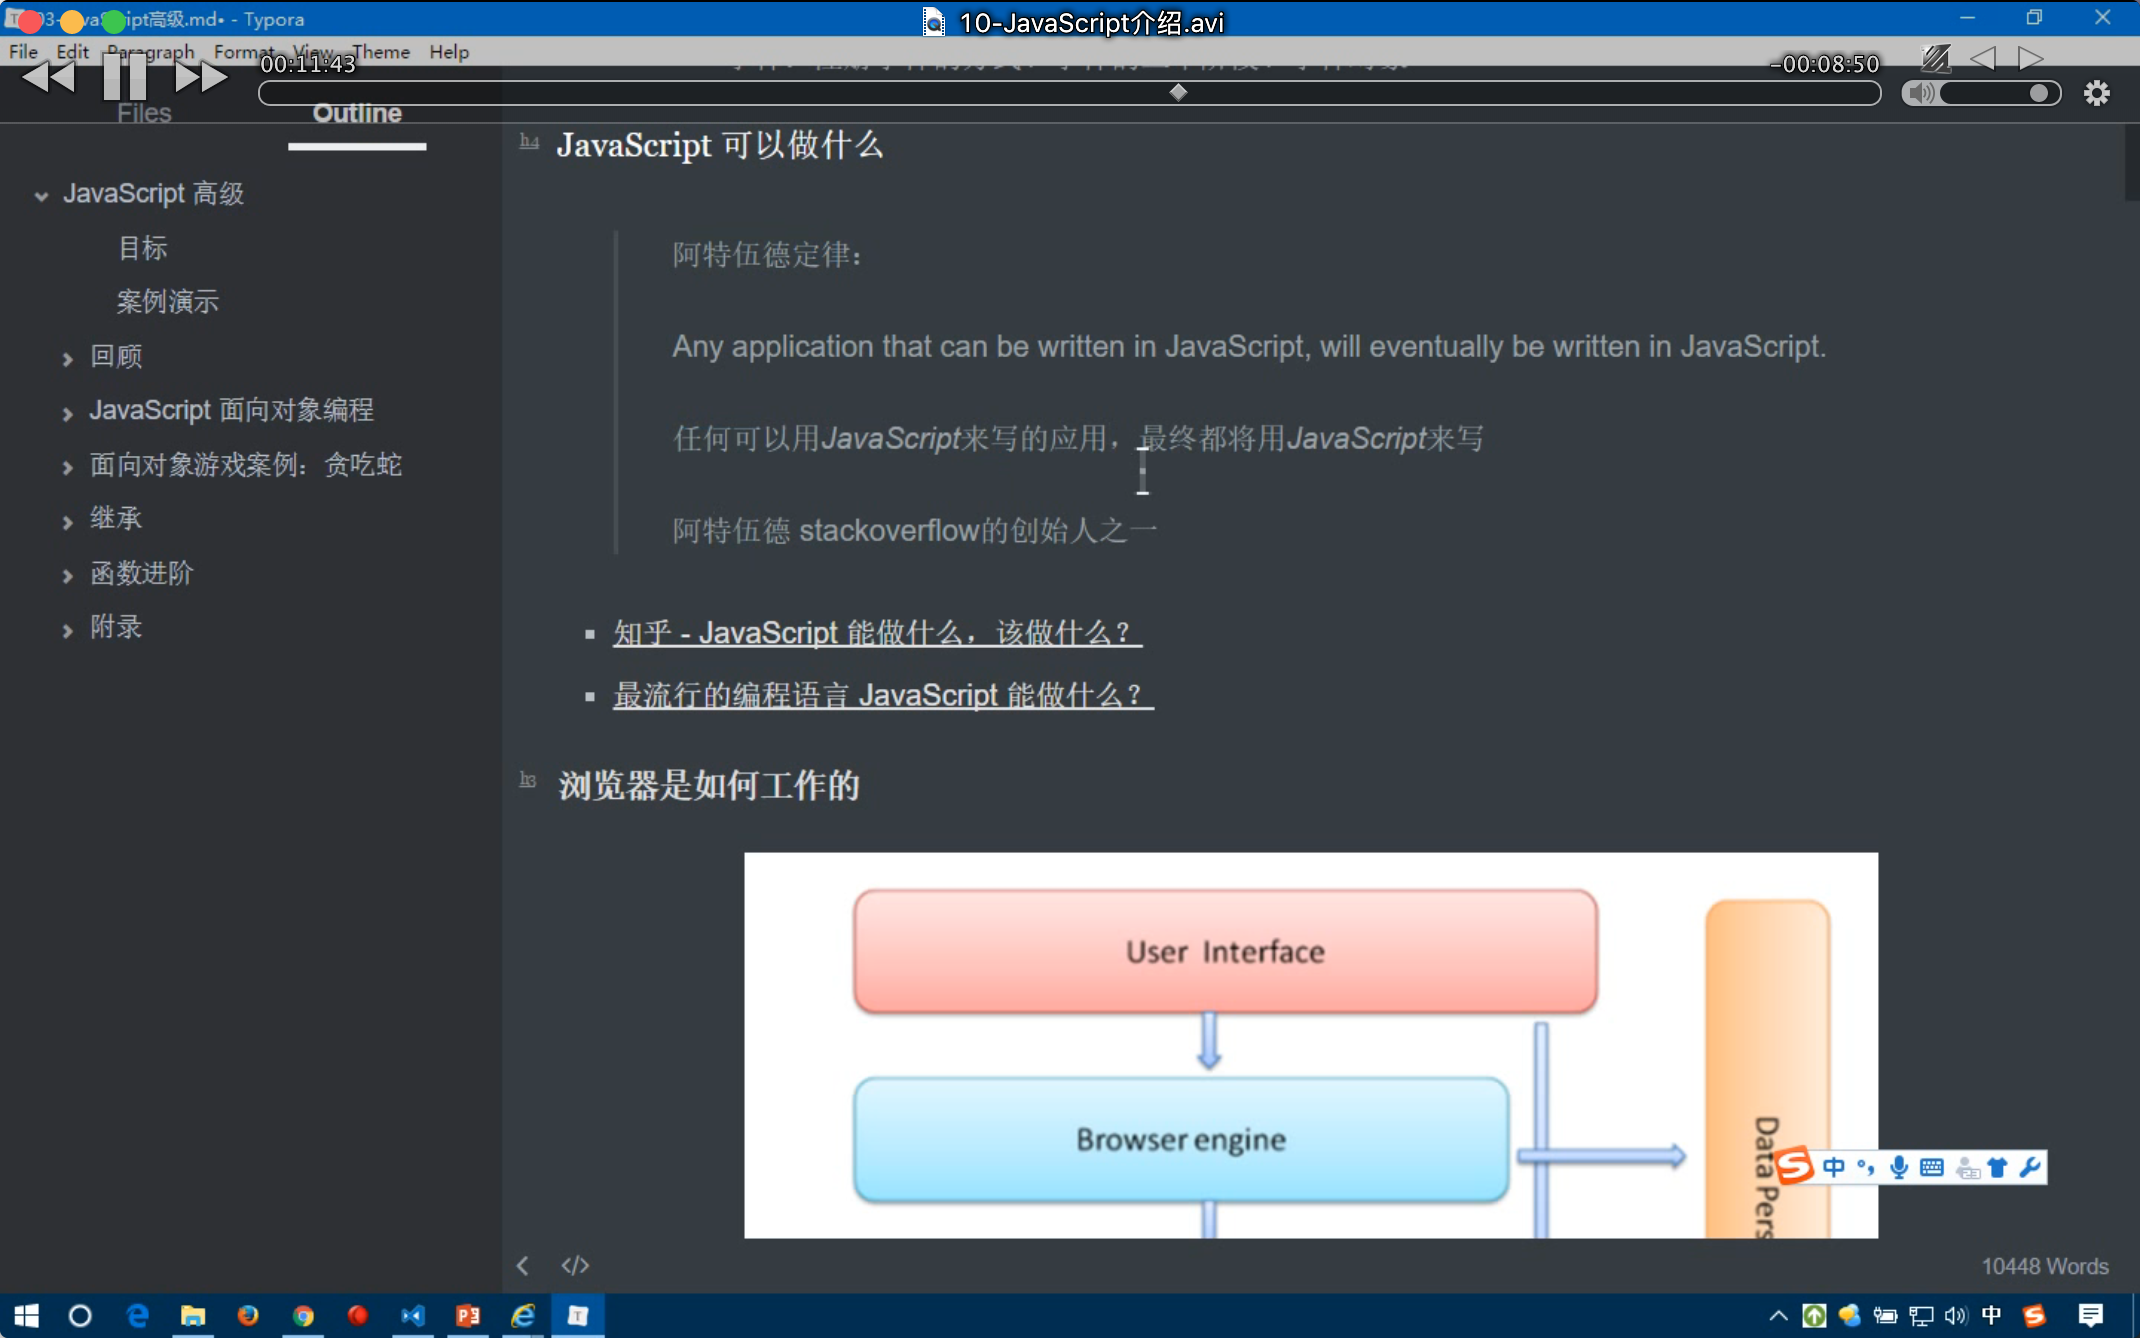 10-JavaScript介绍.avi
ipt高级.md• - Typora
File Edit Paragraph Format View Theme Help
00:11:43
-00:08:50
Files
Outline
JavaScript 高级
目标
案例演示
回顾
JavaScript 面向对象编程
面向对象游戏案例：贪吃蛇
继承
函数进阶
附录
h4 JavaScript 可以做什么
阿特伍德定律：
Any application that can be written in JavaScript, will eventually be written in JavaScript.
任何可以用JavaScript来写的应用，最终都将用JavaScript来写
阿特伍德 stackoverflow的创始人之一
知乎 - JavaScript 能做什么，该做什么？
最流行的编程语言 JavaScript 能做什么？
h3 浏览器是如何工作的
User Interface
Browser engine
Data Pers
中
10448 Words
中